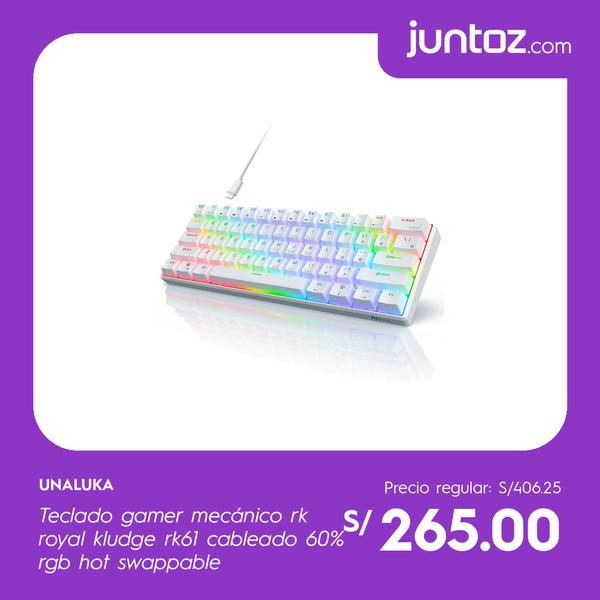 juntoz.com
UNALUKA
Precio regular: S/406.25
Teclado gamer mecánico rk
royal kludge rk61 cableado 60%
rgb hot swappable
S/ 265.00